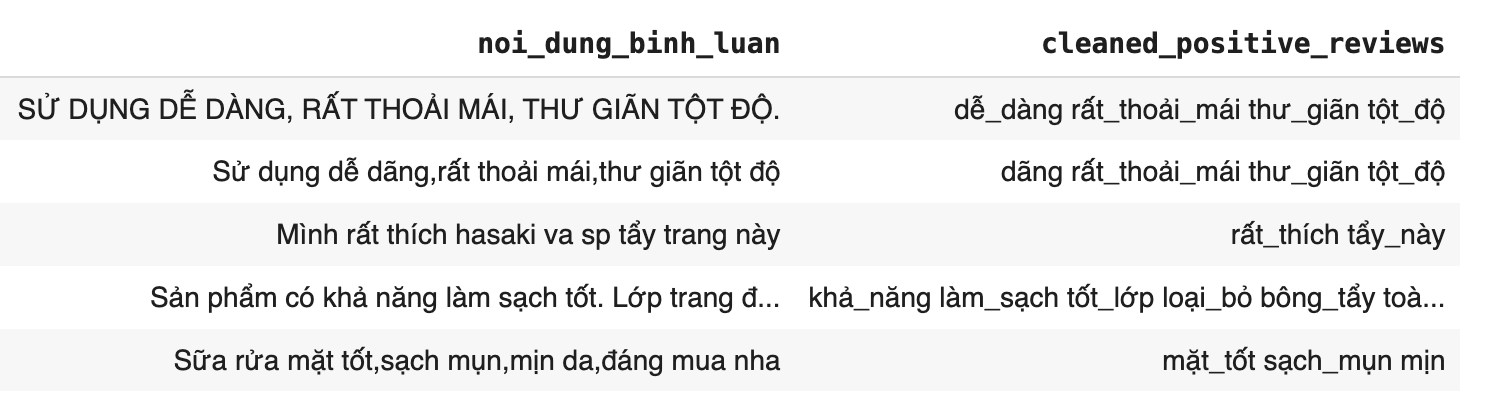 noi_dung_binh_luan cleaned_positive_reviews
SỬ DỤNG DỄ DÀNG, RẤT THOẢI MÁI, THƯ GIÃN TỘT ĐỘ. dễ_dàng rất_thoải_mái thư_giãn tột_độ
Sử dụng dễ dãng,rất thoải mái,thư giãn tột độ dãng rất_thoải_mái thư_giãn tột_độ
Mình rất thích hasaki va sp tẩy trang này rất_thích tẩy_này
Sản phẩm có khả năng làm sạch tốt. Lớp trang đ... khả_năng làm_sạch tốt_lớp loại_bỏ bông_tẩy toà...
Sữa rửa mặt tốt,sạch mụn,mịn da,đáng mua nha mặt_tốt sạch_mụn mịn